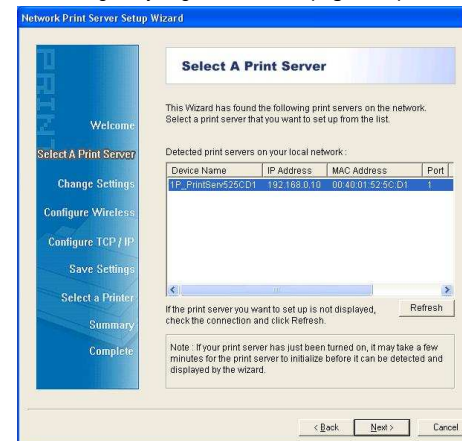 Network Print Server Setup Wizard
PRINT
Welcome
Select A Print Server
Change Settings
Configure Wireless
Configure TCP / IP
Save Settings
Select a Printer
Summary
Complete
Select A Print Server
This Wizard has found the following print servers on the network.
Select a print server that you want to set up from the list.
Detected print servers on your local network :
Device Name IP Address MAC Address Port
1P_PrintServ525CD1 192.168.0.10 00:40:01:52:5C:D1 1
If the print server you want to set up is not displayed,
check the connection and click Refresh.
Refresh
Note : If your print server has just been turned on, it may take a few
minutes for the print server to initialize before it can be detected and
displayed by the wizard.
< Back Next > Cancel